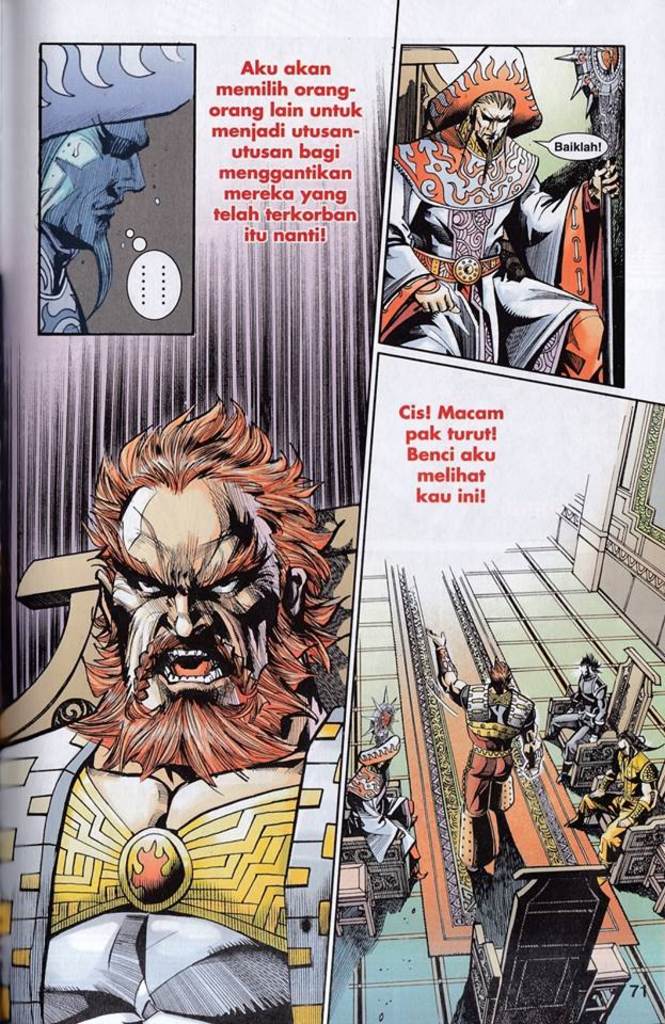 Aku akan
memilih orang-
orang lain untuk
menjadi utusan-
utusan bagi
menggantikan
mereka yang
telah terkorban
itu nanti!
Baiklah!
Cis! Macam
pak turut!
Benci aku
melihat
kau ini!
71